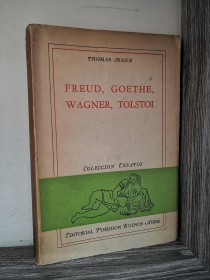 THOMAS MANN
FREUD, GOETHE,
WAGNER, TOLSTOI
COLECCION ENSAYOS
EDITORIAL POSEIDON BUENOS AIRES